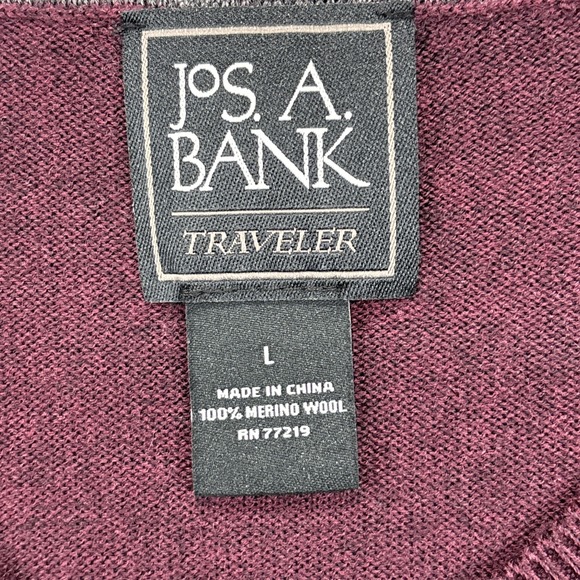 JOS. A.
BANK
TRAVELER
L
MADE IN CHINA
100% MERINO WOOL
RN 77219